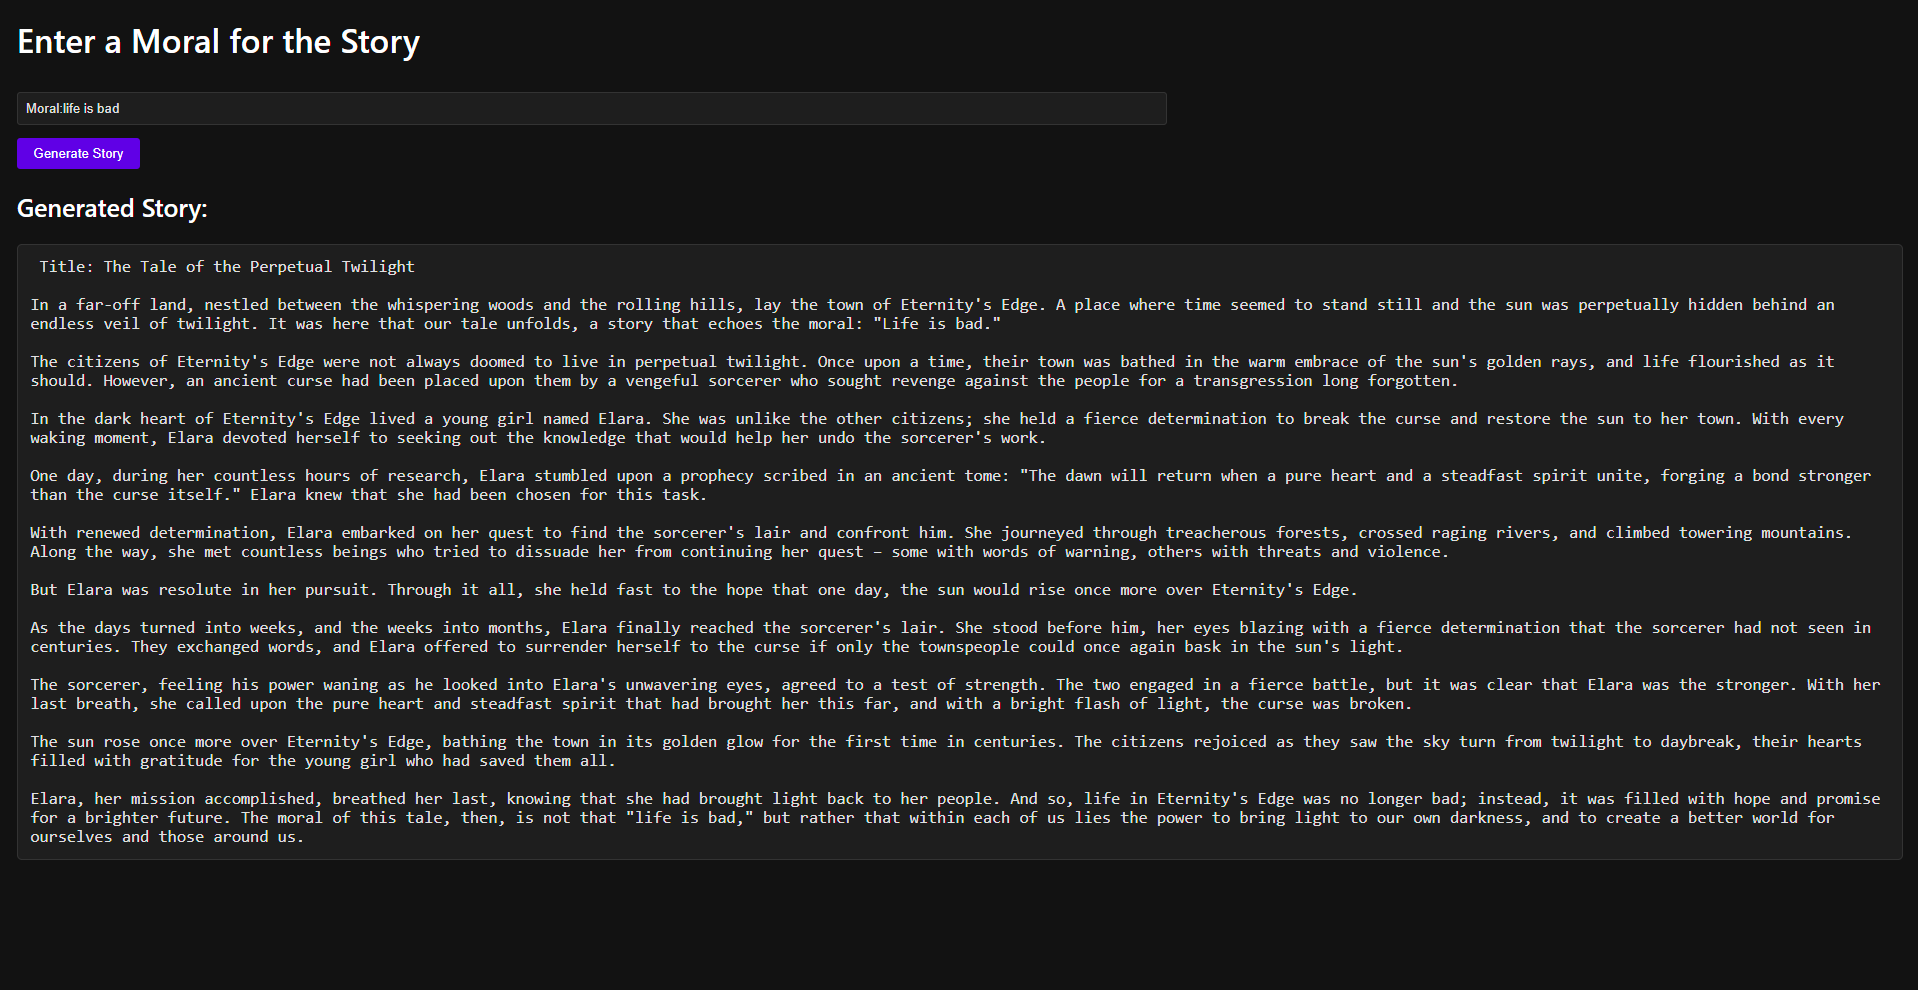 Enter a Moral for the Story
Moral:life is bad
Generate Story
Generated Story:
Title: The Tale of the Perpetual Twilight
In a far-off land, nestled between the whispering woods and the rolling hills, lay the town of Eternity's Edge. A place where time seemed to stand still and the sun was perpetually hidden behind an
endless veil of twilight. It was here that our tale unfolds, a story that echoes the moral: "Life is bad."
The citizens of Eternity's Edge were not always doomed to live in perpetual twilight. Once upon a time, their town was bathed in the warm embrace of the sun's golden rays, and life flourished as it
should. However, an ancient curse had been placed upon them by a vengeful sorcerer who sought revenge against the people for a transgression long forgotten.
In the dark heart of Eternity's Edge lived a young girl named Elara. She was unlike the other citizens; she held a fierce determination to break the curse and restore the sun to her town. With every
waking moment, Elara devoted herself to seeking out the knowledge that would help her undo the sorcerer's work.
One day, during her countless hours of research, Elara stumbled upon a prophecy scribed in an ancient tome: "The dawn will return when a pure heart and a steadfast spirit unite, forging a bond stronger
than the curse itself." Elara knew that she had been chosen for this task.
With renewed determination, Elara embarked on her quest to find the sorcerer's lair and confront him. She journeyed through treacherous forests, crossed raging rivers, and climbed towering mountains.
Along the way, she met countless beings who tried to dissuade her from continuing her quest – some with words of warning, others with threats and violence.
But Elara was resolute in her pursuit. Through it all, she held fast to the hope that one day, the sun would rise once more over Eternity's Edge.
As the days turned into weeks, and the weeks into months, Elara finally reached the sorcerer's lair. She stood before him, her eyes blazing with a fierce determination that the sorcerer had not seen in
centuries. They exchanged words, and Elara offered to surrender herself to the curse if only the townspeople could once again bask in the sun's light.
The sorcerer, feeling his power waning as he looked into Elara's unwavering eyes, agreed to a test of strength. The two engaged in a fierce battle, but it was clear that Elara was the stronger. With her
last breath, she called upon the pure heart and steadfast spirit that had brought her this far, and with a bright flash of light, the curse was broken.
The sun rose once more over Eternity's Edge, bathing the town in its golden glow for the first time in centuries. The citizens rejoiced as they saw the sky turn from twilight to daybreak, their hearts
filled with gratitude for the young girl who had saved them all.
Elara, her mission accomplished, breathed her last, knowing that she had brought light back to her people. And so, life in Eternity's Edge was no longer bad; instead, it was filled with hope and promise
for a brighter future. The moral of this tale, then, is not that "life is bad," but rather that within each of us lies the power to bring light to our own darkness, and to create a better world for
ourselves and those around us.